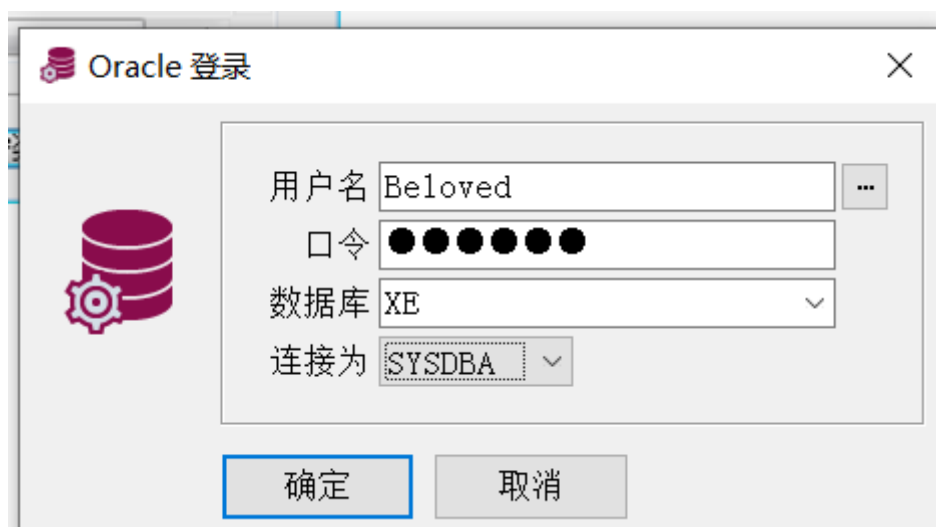 Oracle 登录
用户名 Beloved ...
口令 ●●●●●●
数据库 XE
连接为 SYSDBA
确定 取消